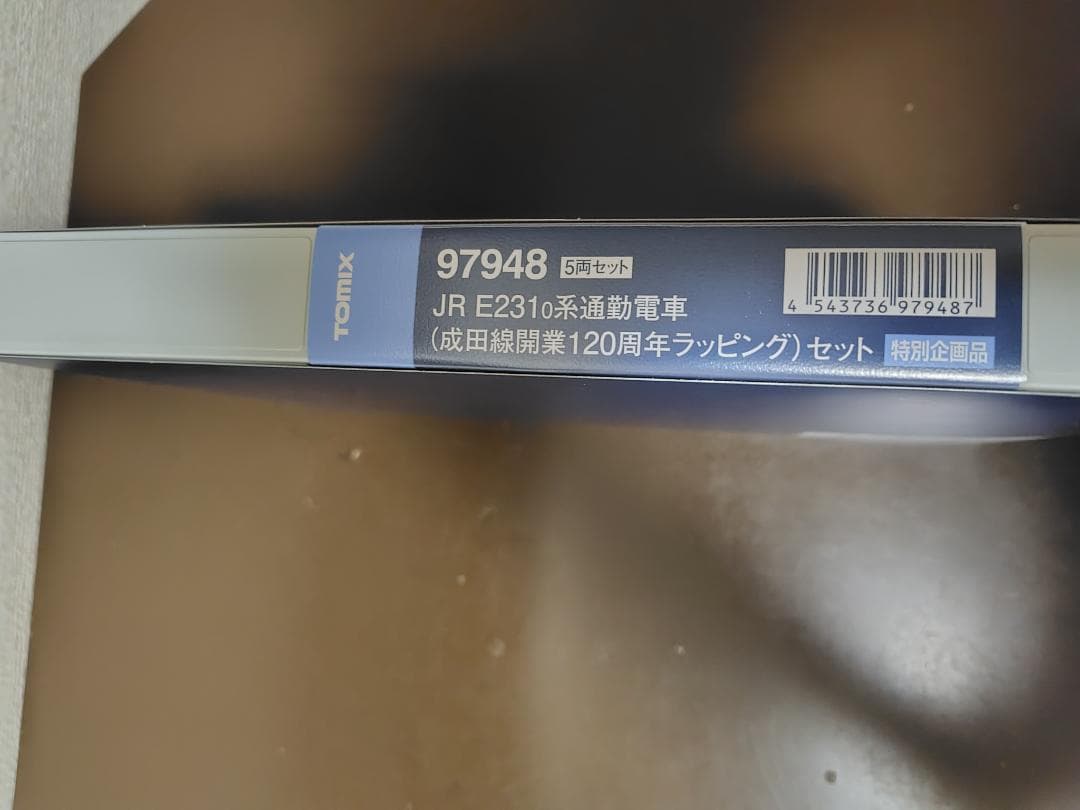 TOMIX
97948 5両セット
JR E231₀系通勤電車
(成田線開業120周年ラッピング)セット 特別企画品
4 543736 979487